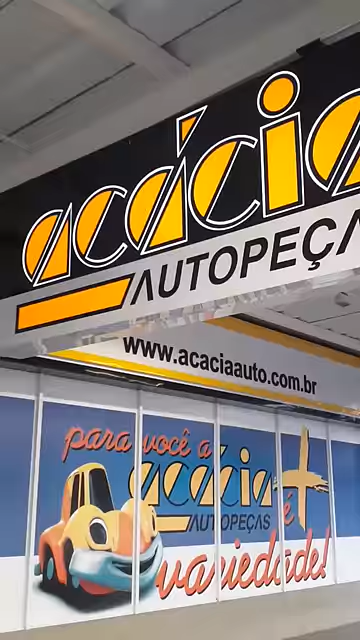 acácia
AUTOPEÇA
www.acaciaauto.com.br
para você a
acácia +
AUTOPEÇAS é
variedade!